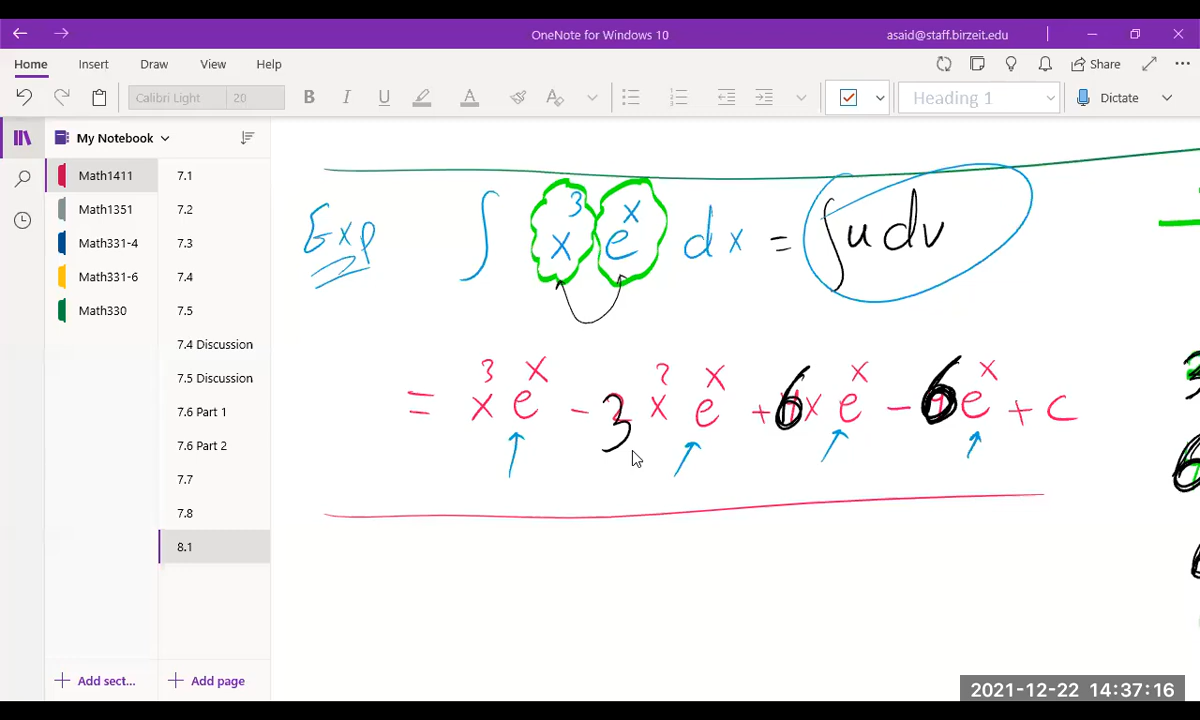 OneNote for Windows 10
asaid@staff.birzeit.edu
Home Insert Draw View Help
Share
Calibri Light 20 B I U A
Heading 1
Dictate
My Notebook
Math1411
Math1351
Math331-4
Math331-6
Math330
7.1
7.2
7.3
7.4
7.5
7.4 Discussion
7.5 Discussion
7.6 Part 1
7.6 Part 2
7.7
7.8
8.1
Exp ∫ x³ eˣ dx = ∫ u dv
= x³ eˣ - 3 x² eˣ + 6 x eˣ - 6 eˣ + c
Add sect...
Add page
2021-12-22 14:37:16